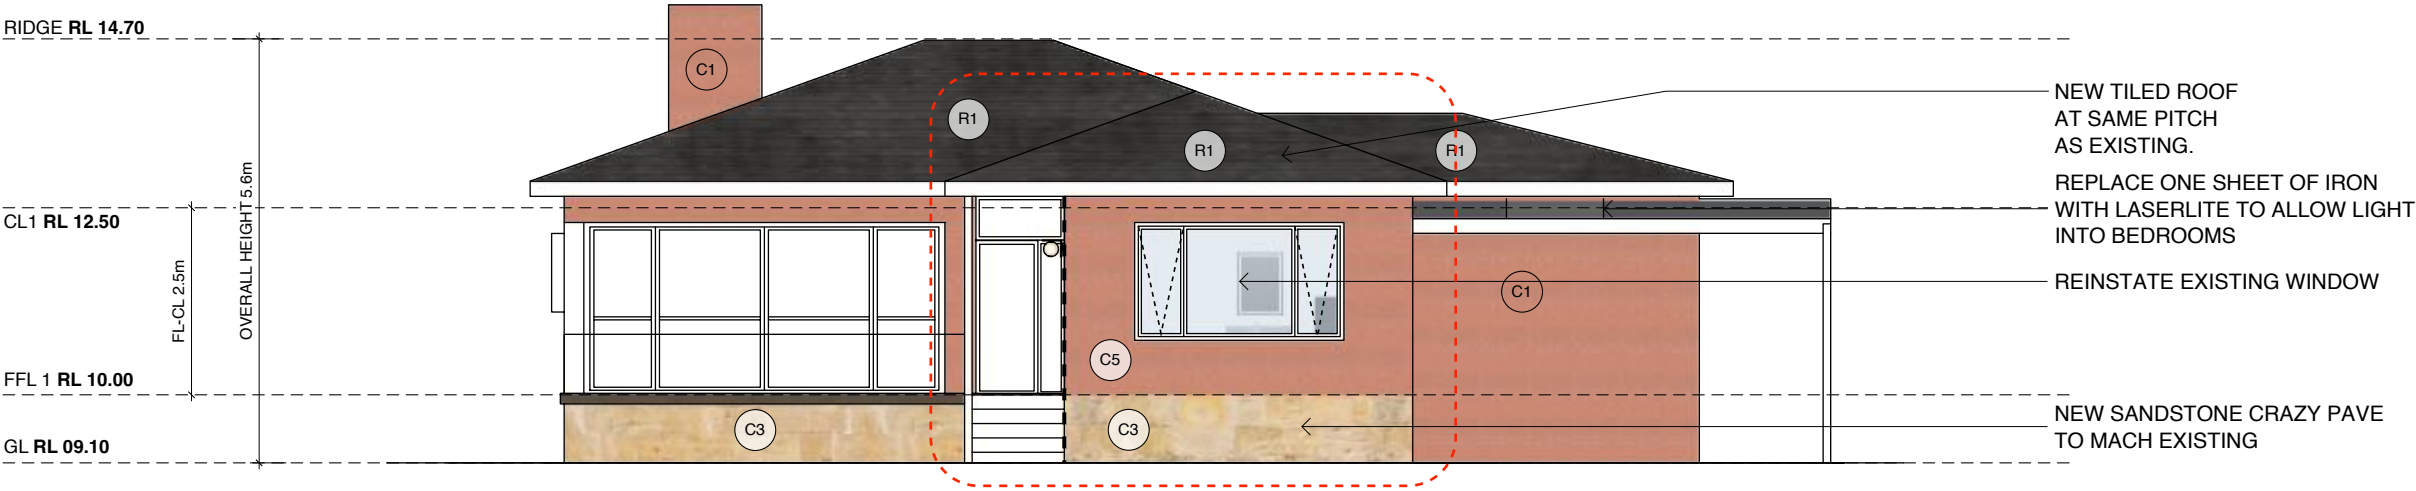 RIDGE RL 14.70
CL1 RL 12.50
FFL 1 RL 10.00
GL RL 09.10
FL-CL 2.5m
OVERALL HEIGHT 5.6m
C1
R1
R1
R1
C1
C5
C3
C3
NEW TILED ROOF
AT SAME PITCH
AS EXISTING.
REPLACE ONE SHEET OF IRON
WITH LASERLITE TO ALLOW LIGHT
INTO BEDROOMS
REINSTATE EXISTING WINDOW
NEW SANDSTONE CRAZY PAVE
TO MACH EXISTING